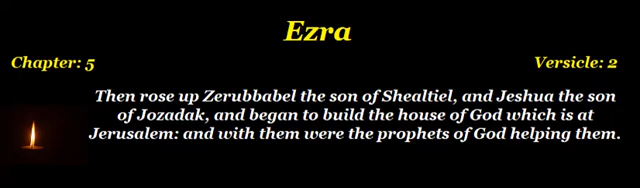 Ezra
Chapter: 5 Versicle: 2
Then rose up Zerubbabel the son of Shealtiel, and Jeshua the son
of Jozadak, and began to build the house of God which is at
Jerusalem: and with them were the prophets of God helping them.